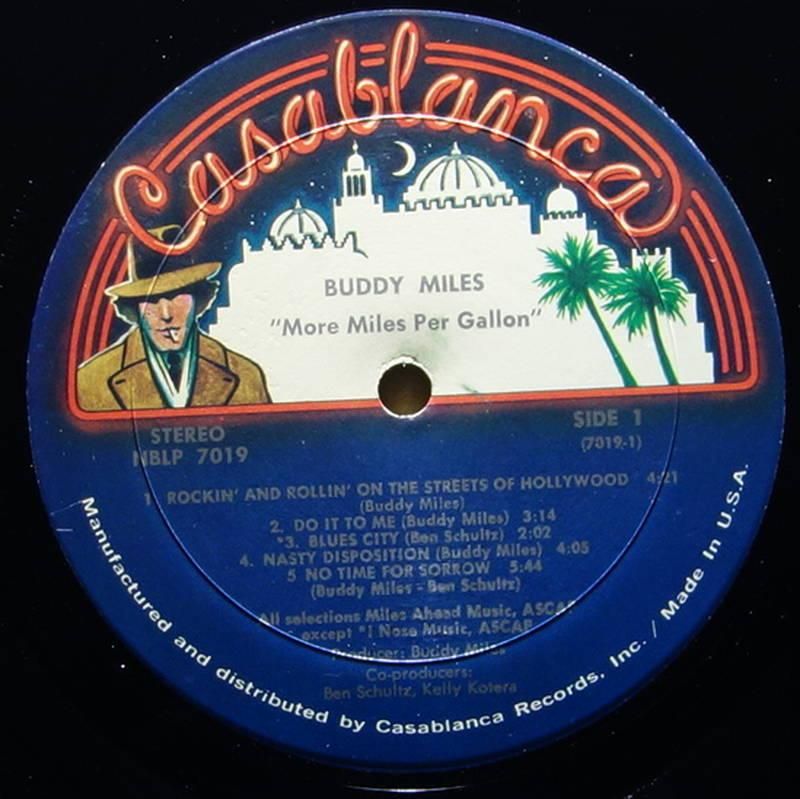 Casablanca
BUDDY MILES
"More Miles Per Gallon"
STEREO
NBLP 7019
SIDE 1
(7019-1)
1. ROCKIN' AND ROLLIN' ON THE STREETS OF HOLLYWOOD 4:21
(Buddy Miles)
2. DO IT TO ME (Buddy Miles) 3:14
*3. BLUES CITY (Ben Schultz) 2:02
4. NASTY DISPOSITION (Buddy Miles) 4:05
5 NO TIME FOR SORROW 5:44
(Buddy Miles - Ben Schultz)
All selections Miles Ahead Music, ASCAP
except *I Nose Music, ASCAP
Producer: Buddy Miles
Co-producers:
Ben Schultz, Kelly Kotera
Manufactured and distributed by Casablanca Records, Inc. / Made In U.S.A.